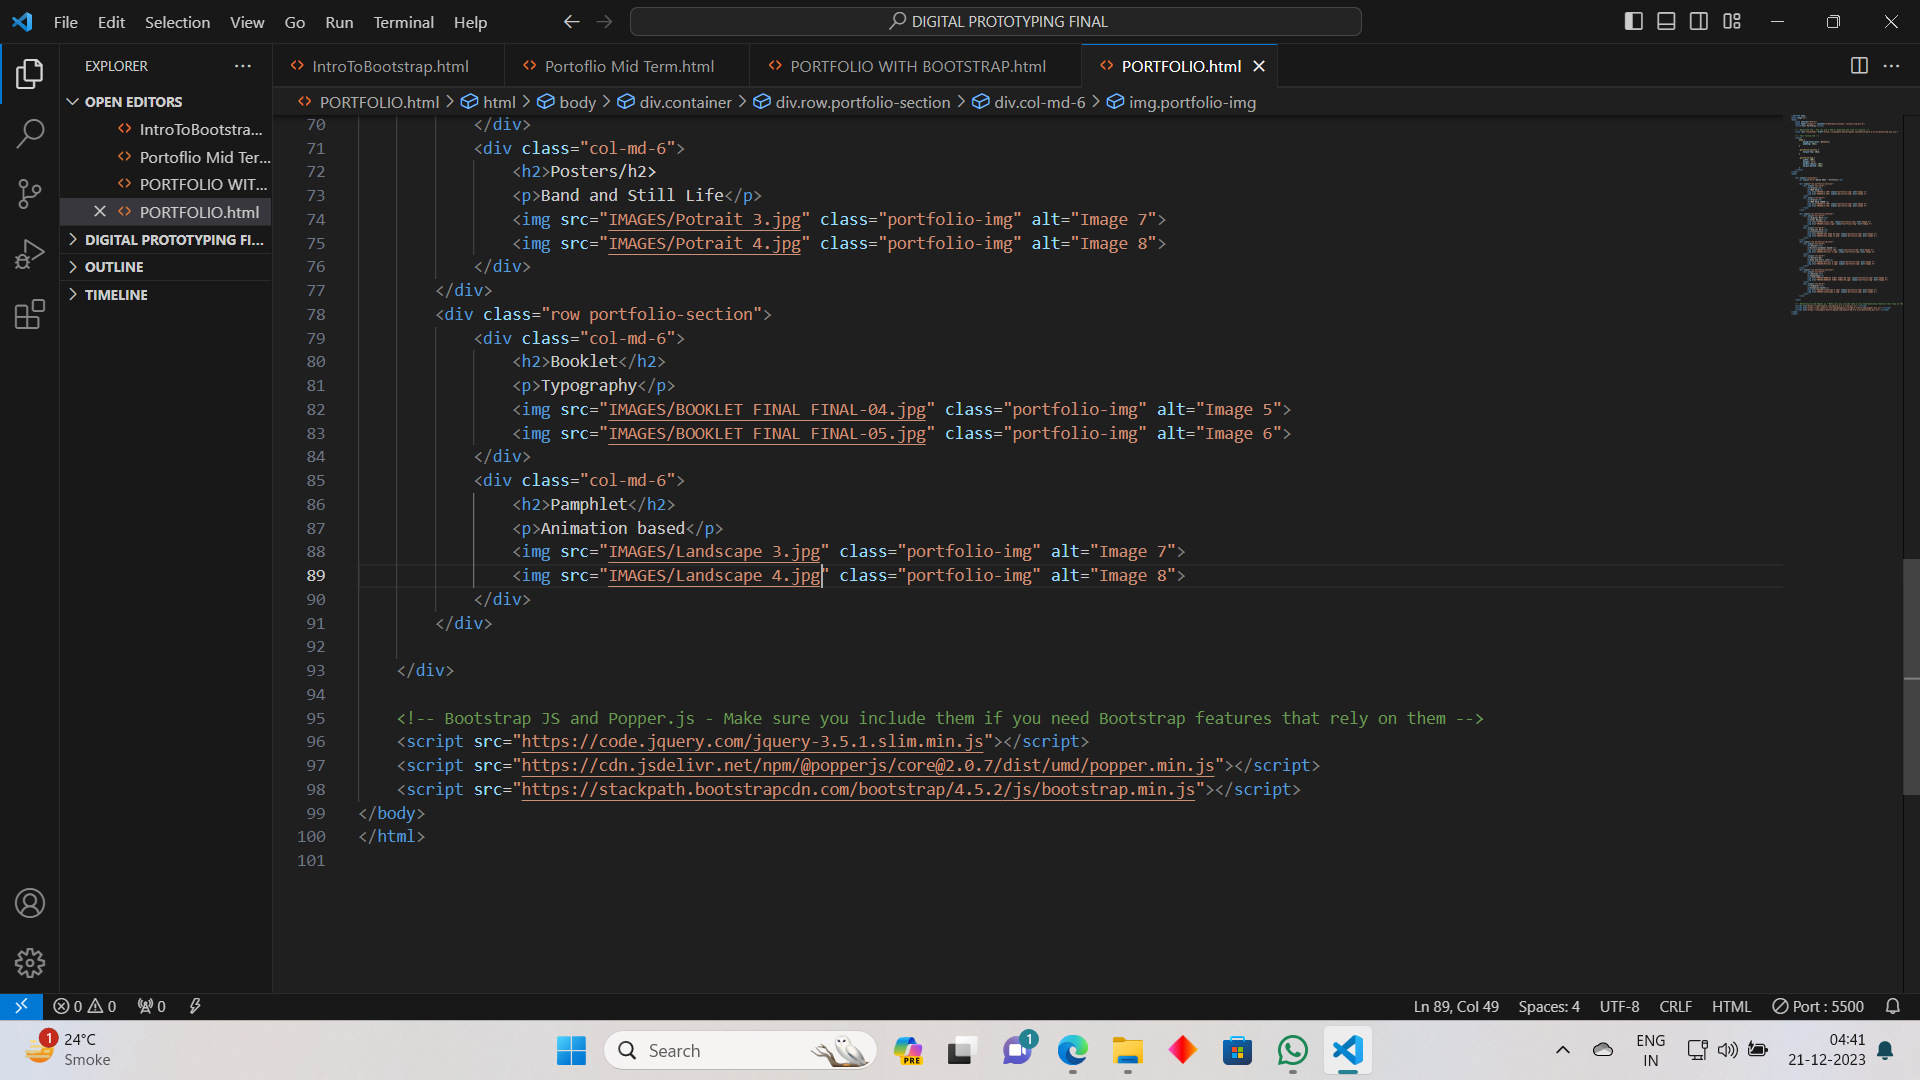 File Edit Selection View Go Run Terminal Help
DIGITAL PROTOTYPING FINAL
EXPLORER
IntroToBootstrap.html
Portoflio Mid Term.html
PORTFOLIO WITH BOOTSTRAP.html
PORTFOLIO.html
PORTFOLIO.html > html > body > div.container > div.row.portfolio-section > div.col-md-6 > img.portfolio-img
OPEN EDITORS
IntroToBootstra...
Portoflio Mid Ter...
PORTFOLIO WIT...
PORTFOLIO.html
DIGITAL PROTOTYPING FI...
OUTLINE
TIMELINE
70 </div>
71 <div class="col-md-6">
72 <h2>Posters/h2>
73 <p>Band and Still Life</p>
74 <img src="IMAGES/Potrait 3.jpg" class="portfolio-img" alt="Image 7">
75 <img src="IMAGES/Potrait 4.jpg" class="portfolio-img" alt="Image 8">
76 </div>
77 </div>
78 <div class="row portfolio-section">
79 <div class="col-md-6">
80 <h2>Booklet</h2>
81 <p>Typography</p>
82 <img src="IMAGES/BOOKLET FINAL FINAL-04.jpg" class="portfolio-img" alt="Image 5">
83 <img src="IMAGES/BOOKLET FINAL FINAL-05.jpg" class="portfolio-img" alt="Image 6">
84 </div>
85 <div class="col-md-6">
86 <h2>Pamphlet</h2>
87 <p>Animation based</p>
88 <img src="IMAGES/Landscape 3.jpg" class="portfolio-img" alt="Image 7">
89 <img src="IMAGES/Landscape 4.jpg" class="portfolio-img" alt="Image 8">
90 </div>
91 </div>
92
93 </div>
94
95 <!-- Bootstrap JS and Popper.js - Make sure you include them if you need Bootstrap features that rely on them -->
96 <script src="https://code.jquery.com/jquery-3.5.1.slim.min.js"></script>
97 <script src="https://cdn.jsdelivr.net/npm/@popperjs/core@2.0.7/dist/umd/popper.min.js"></script>
98 <script src="https://stackpath.bootstrapcdn.com/bootstrap/4.5.2/js/bootstrap.min.js"></script>
99 </body>
100 </html>
101
0 0 0
Ln 89, Col 49 Spaces: 4 UTF-8 CRLF HTML Port : 5500
1
24°C
Smoke
Search
PRE
1
ENG
IN
04:41
21-12-2023